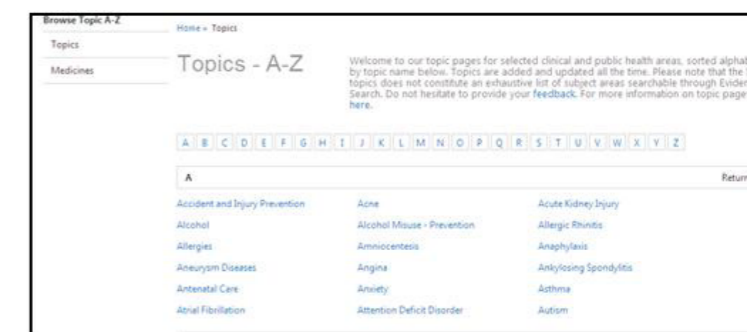 Browse Topic A-Z
Topics
Medicines
Home » Topics
Topics - A-Z
Welcome to our topic pages for selected clinical and public health areas, sorted alphab
by topic name below. Topics are added and updated all the time. Please note that the
topics does not constitute an exhaustive list of subject areas searchable through Eviden
Search. Do not hesitate to provide your feedback. For more information on topic page
here.
A B C D E F G H I J K L M N O P Q R S T U V W X Y Z
A Return
Accident and Injury Prevention Acne Acute Kidney Injury
Alcohol Alcohol Misuse - Prevention Allergic Rhinitis
Allergies Amniocentesis Anaphylaxis
Aneurysm Diseases Angina Ankylosing Spondylitis
Antenatal Care Anxiety Asthma
Atrial Fibrillation Attention Deficit Disorder Autism